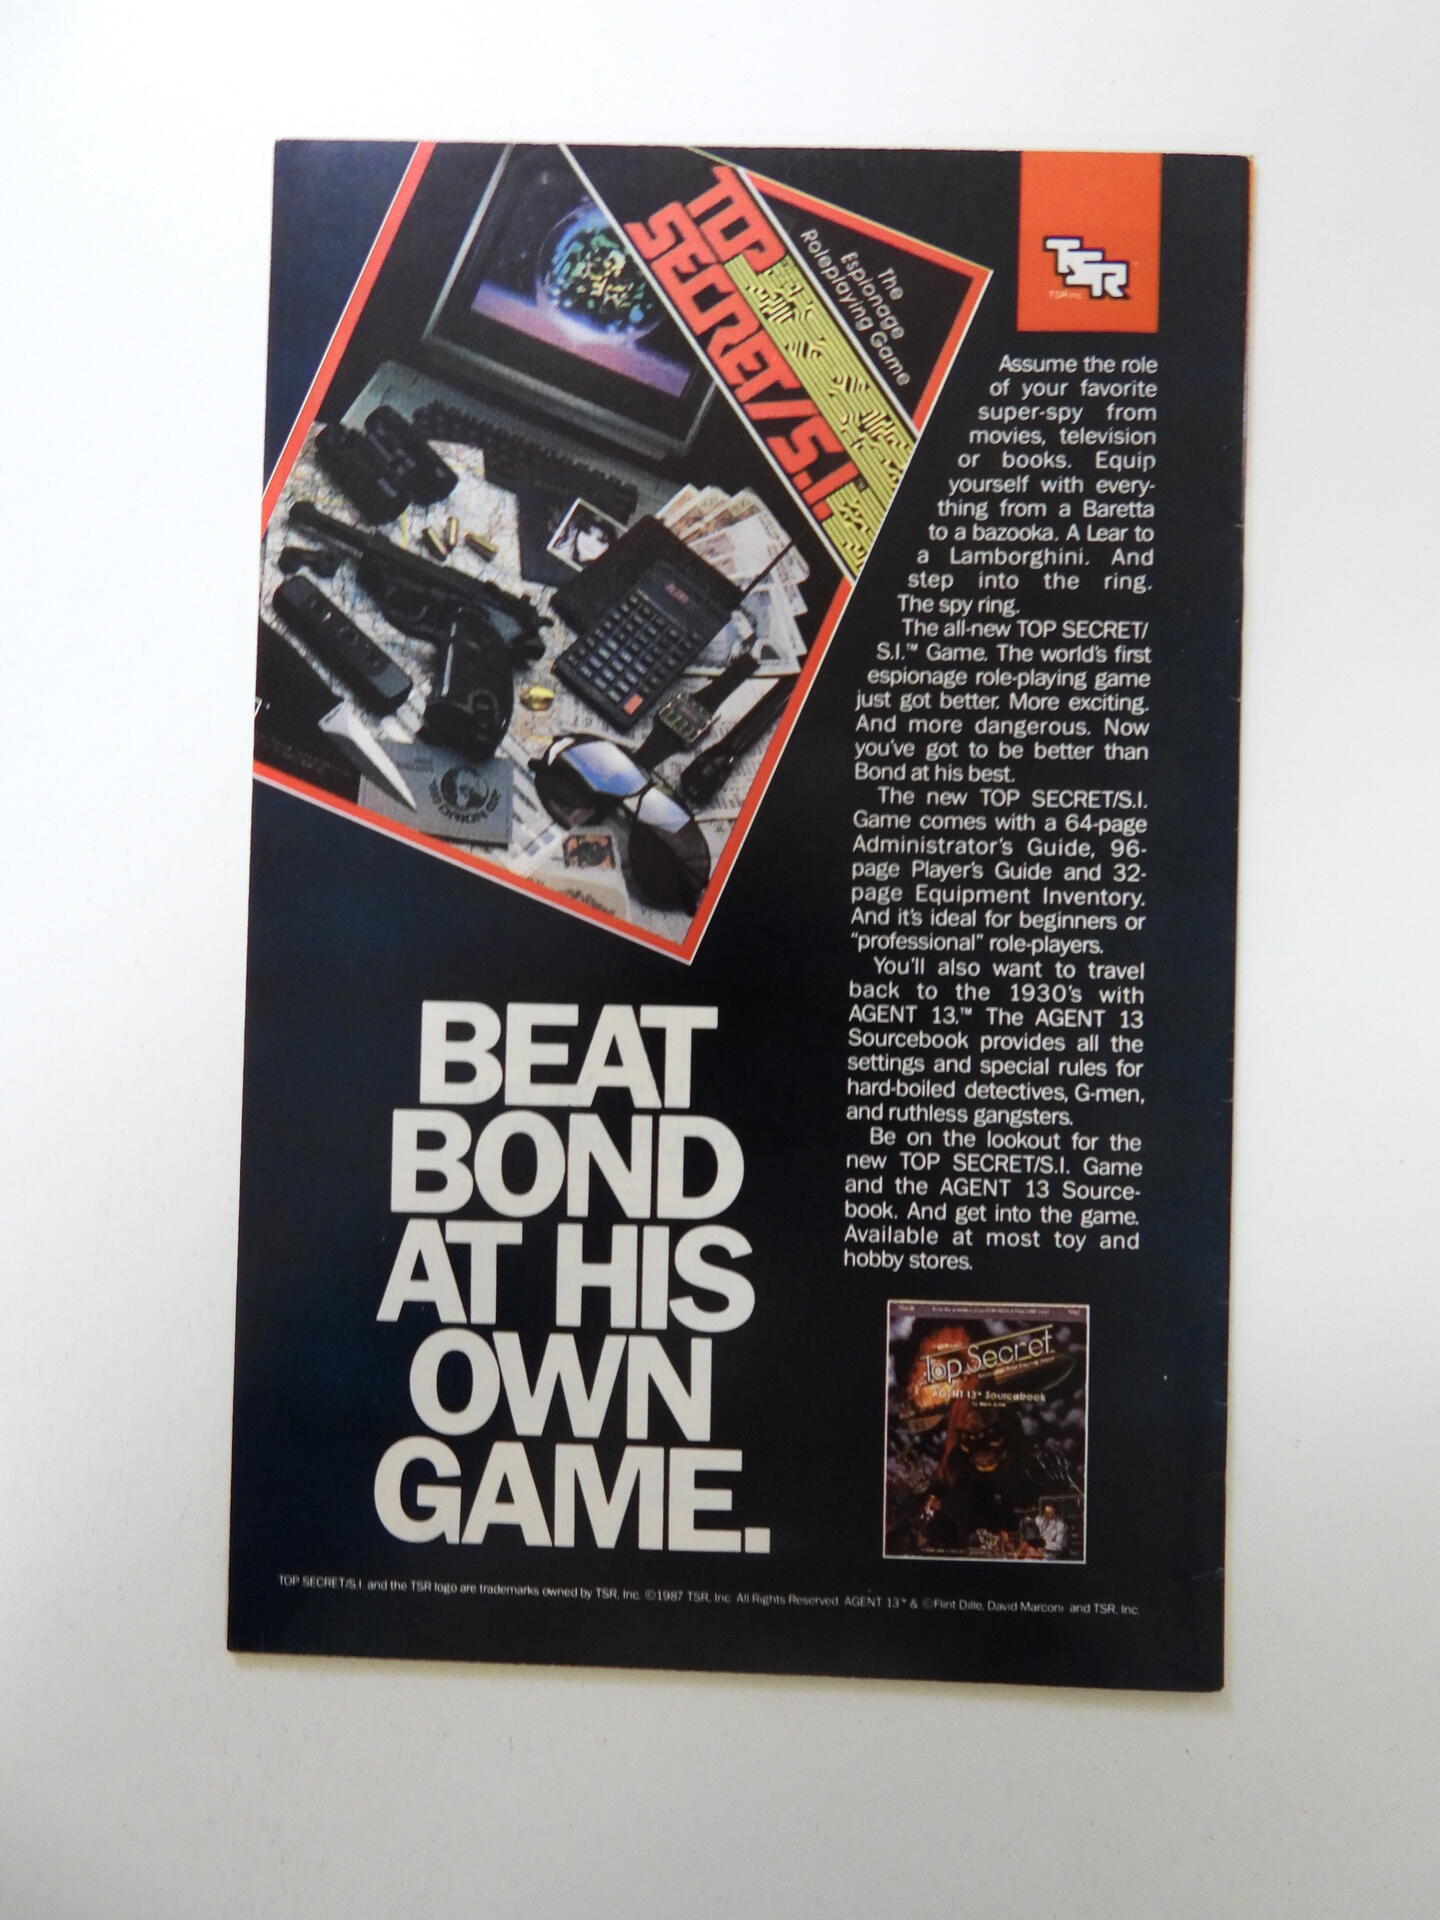 TOP
SECRET/S.I.™
The
Espionage
Roleplaying Game
TSR™
TSR, Inc.
Assume the role
of your favorite
super-spy from
movies, television
or books. Equip
yourself with every-
thing from a Baretta
to a bazooka. A Lear to
a Lamborghini. And
step into the ring.
The spy ring.
The all-new TOP SECRET/
S.I.™ Game. The world's first
espionage role-playing game
just got better. More exciting.
And more dangerous. Now
you've got to be better than
Bond at his best.
The new TOP SECRET/S.I.
Game comes with a 64-page
Administrator's Guide, 96-
page Player's Guide and 32-
page Equipment Inventory.
And it's ideal for beginners or
"professional" role-players.
You'll also want to travel
back to the 1930's with
AGENT 13.™ The AGENT 13
Sourcebook provides all the
settings and special rules for
hard-boiled detectives, G-men,
and ruthless gangsters.
Be on the lookout for the
new TOP SECRET/S.I. Game
and the AGENT 13 Source-
book. And get into the game.
Available at most toy and
hobby stores.
BEAT
BOND
AT HIS
OWN
GAME.
Top Secret
AGENT 13™ Sourcebook
TOP SECRET/S.I. and the TSR logo are trademarks owned by TSR, Inc. ©1987 TSR, Inc. All Rights Reserved. AGENT 13™ & ©Flint Dille, David Marconi and TSR, Inc.